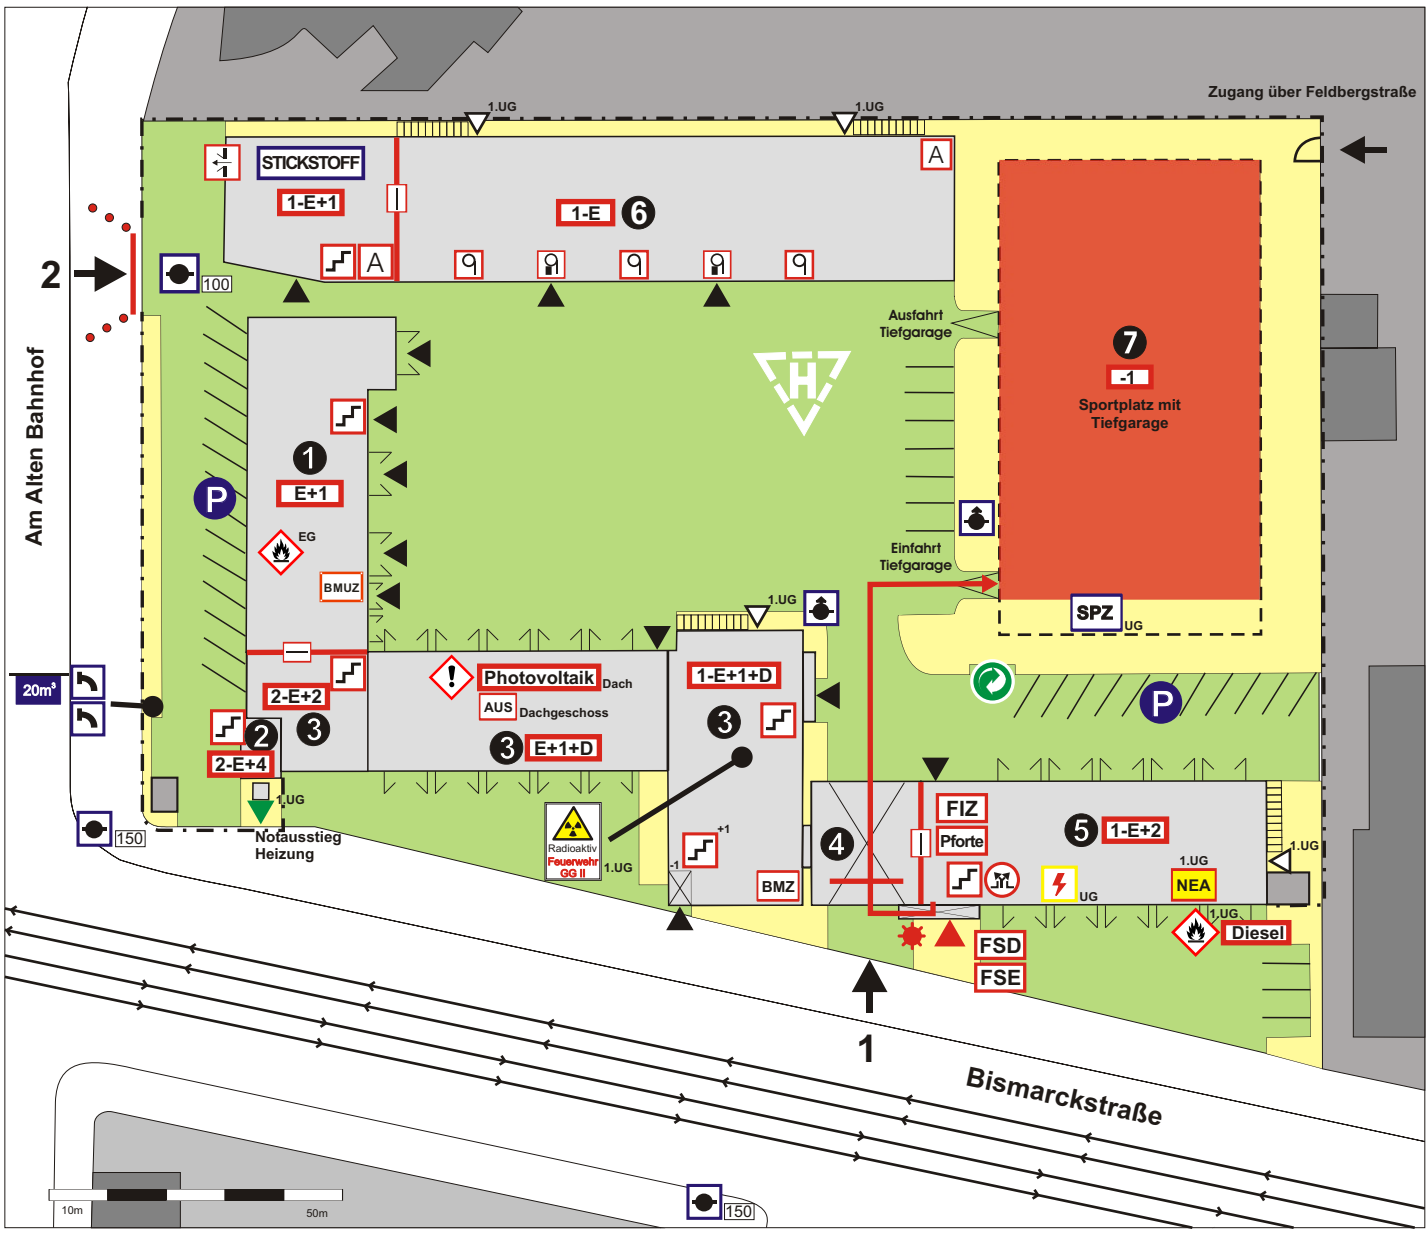 1.UG
1.UG
Zugang über Feldbergstraße
STICKSTOFF
A
1-E+1
1-E
6
A
2
100
H
Ausfahrt
Tiefgarage
7
-1
Sportplatz mit
Tiefgarage
Am Alten Bahnhof
1
E+1
P
EG
BMUZ
Einfahrt
Tiefgarage
1.UG
SPZ
UG
20m³
2-E+2
3
2
2-E+4
!
Photovoltaik
Dach
AUS
Dachgeschoss
3
E+1+D
1-E+1+D
3
P
1.UG
Notausstieg
Heizung
150
Radioaktiv
Feuerwehr
GG II
1.UG
+1
-1
BMZ
4
FIZ
Pforte
5
1-E+2
UG
1.UG
NEA
1.UG
1.UG
Diesel
FSD
FSE
1
Bismarckstraße
150
10m
50m